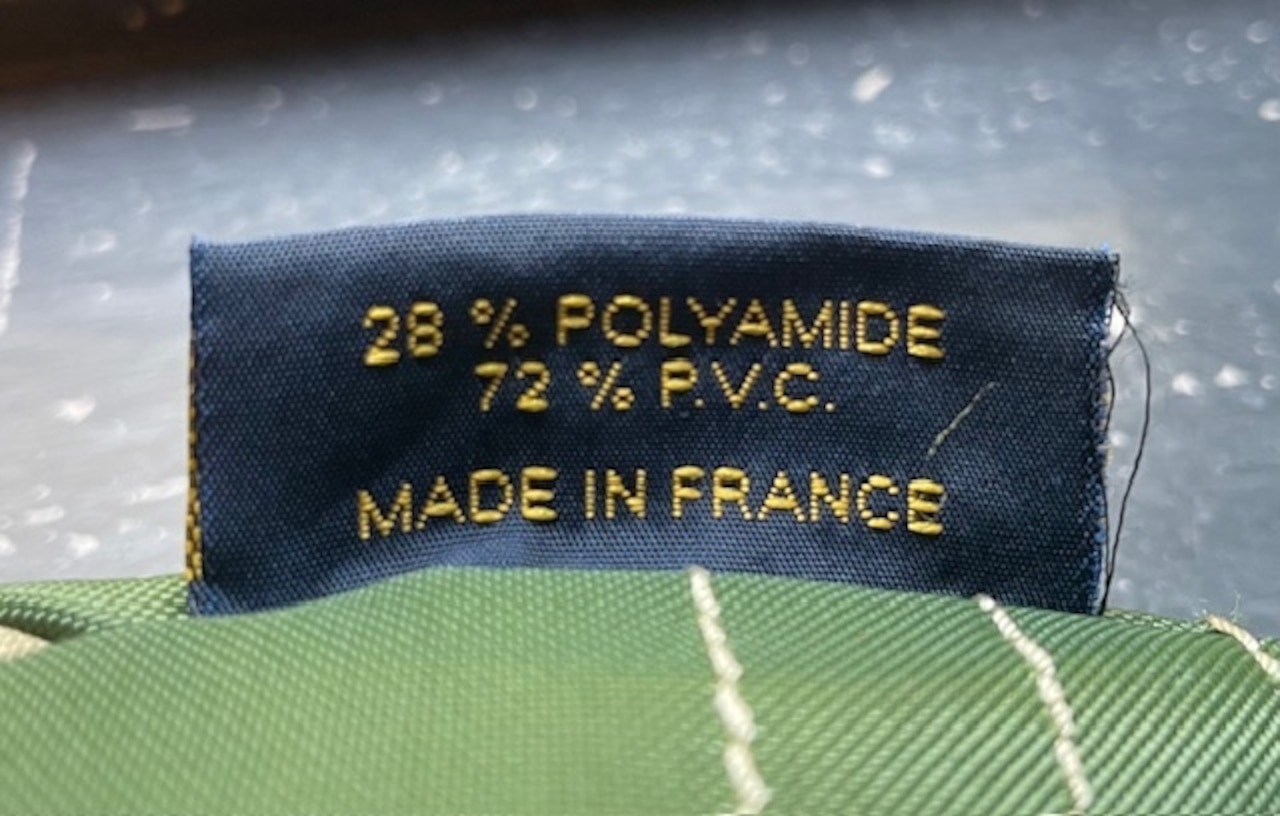 28 % POLYAMIDE
72 % P.V.C.
MADE IN FRANCE